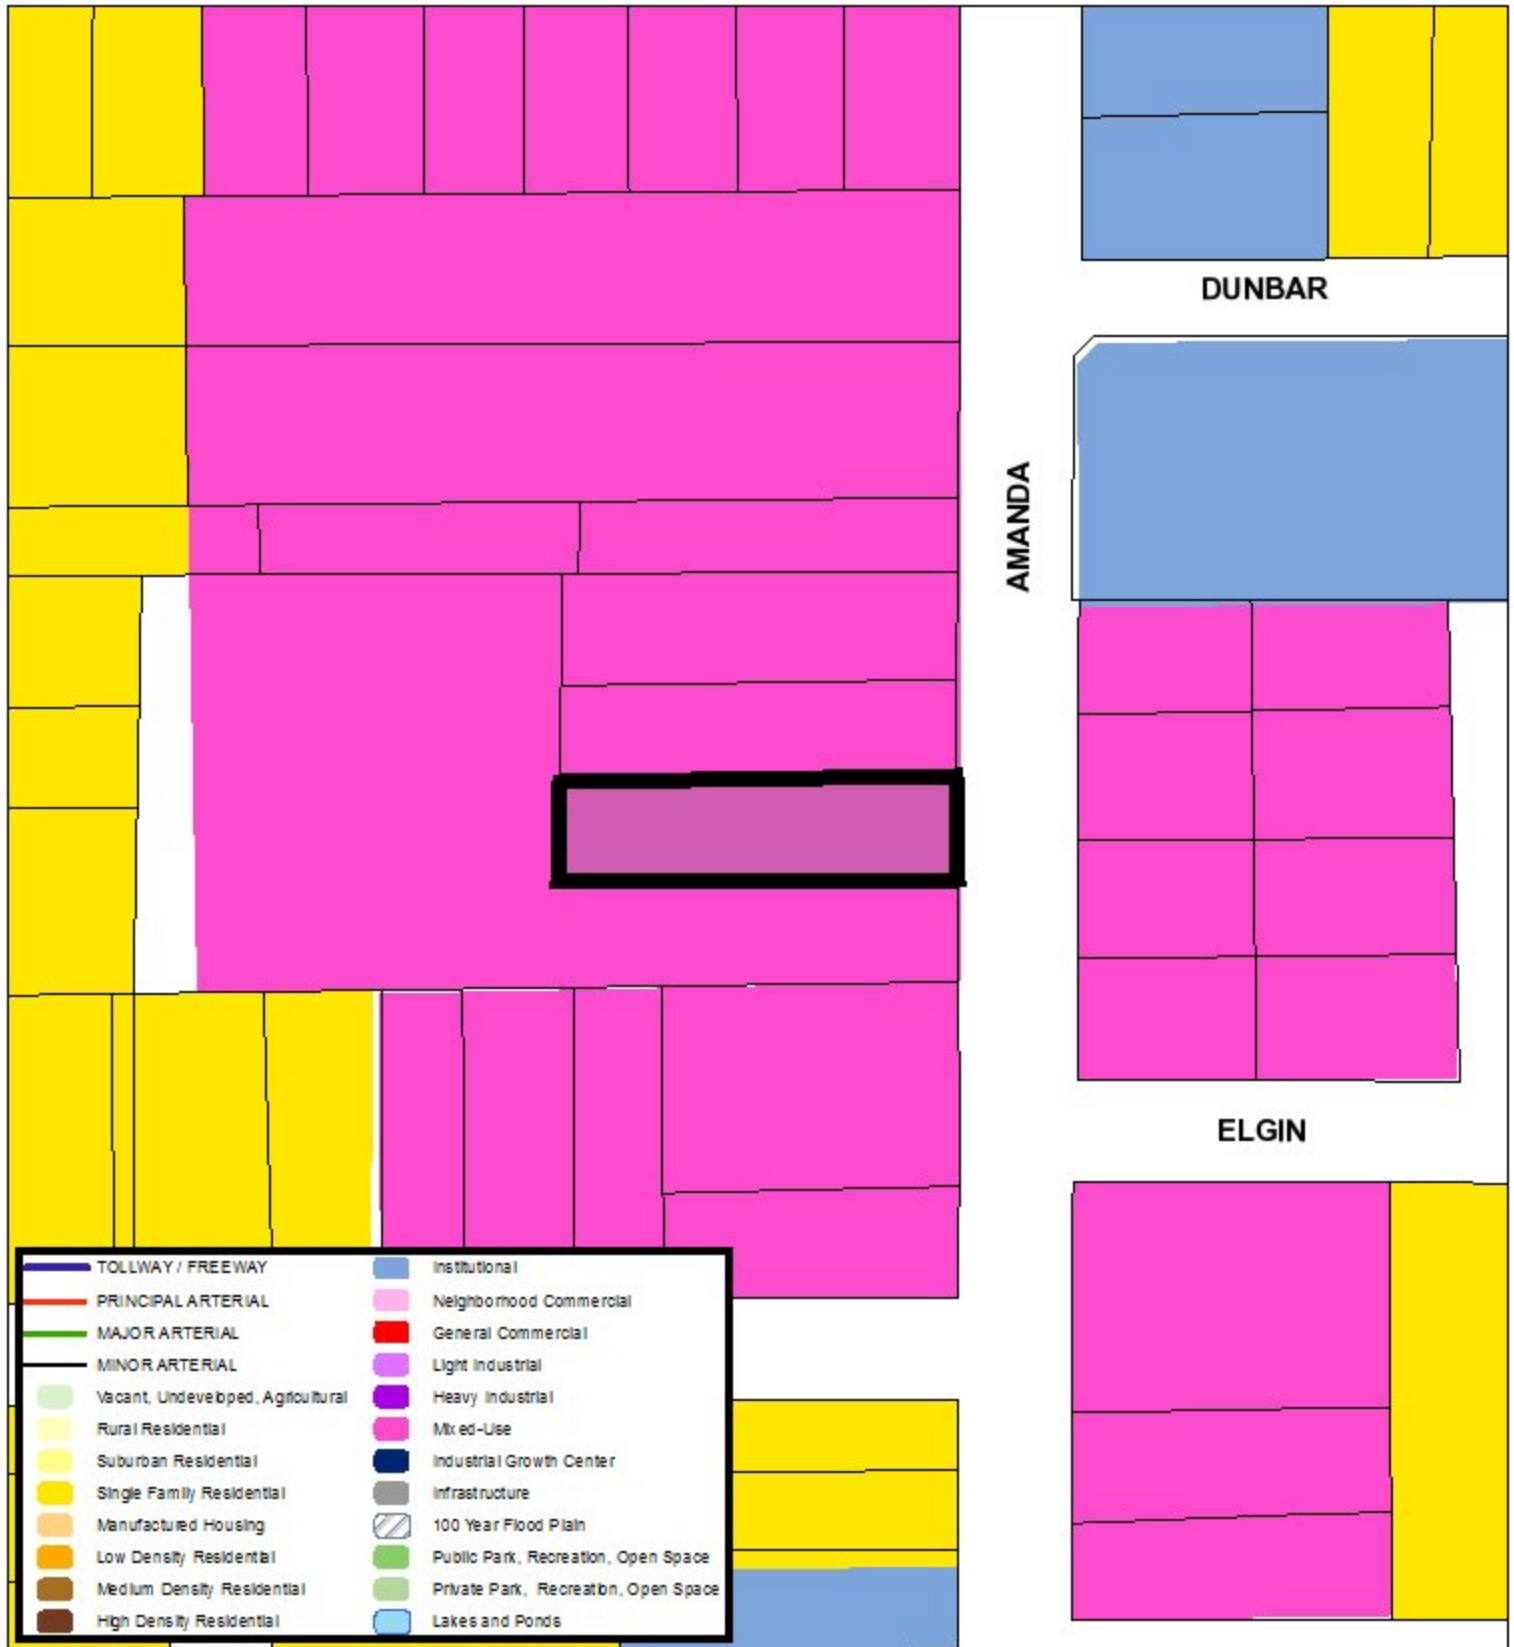 DUNBAR
AMANDA
ELGIN
TOLLWAY / FREEWAY
PRINCIPAL ARTERIAL
MAJOR ARTERIAL
MINOR ARTERIAL
Vacant, Undeveloped, Agricultural
Rural Residential
Suburban Residential
Single Family Residential
Manufactured Housing
Low Density Residential
Medium Density Residential
High Density Residential
Institutional
Neighborhood Commercial
General Commercial
Light Industrial
Heavy Industrial
Mixed-Use
Industrial Growth Center
Infrastructure
100 Year Flood Plain
Public Park, Recreation, Open Space
Private Park, Recreation, Open Space
Lakes and Ponds